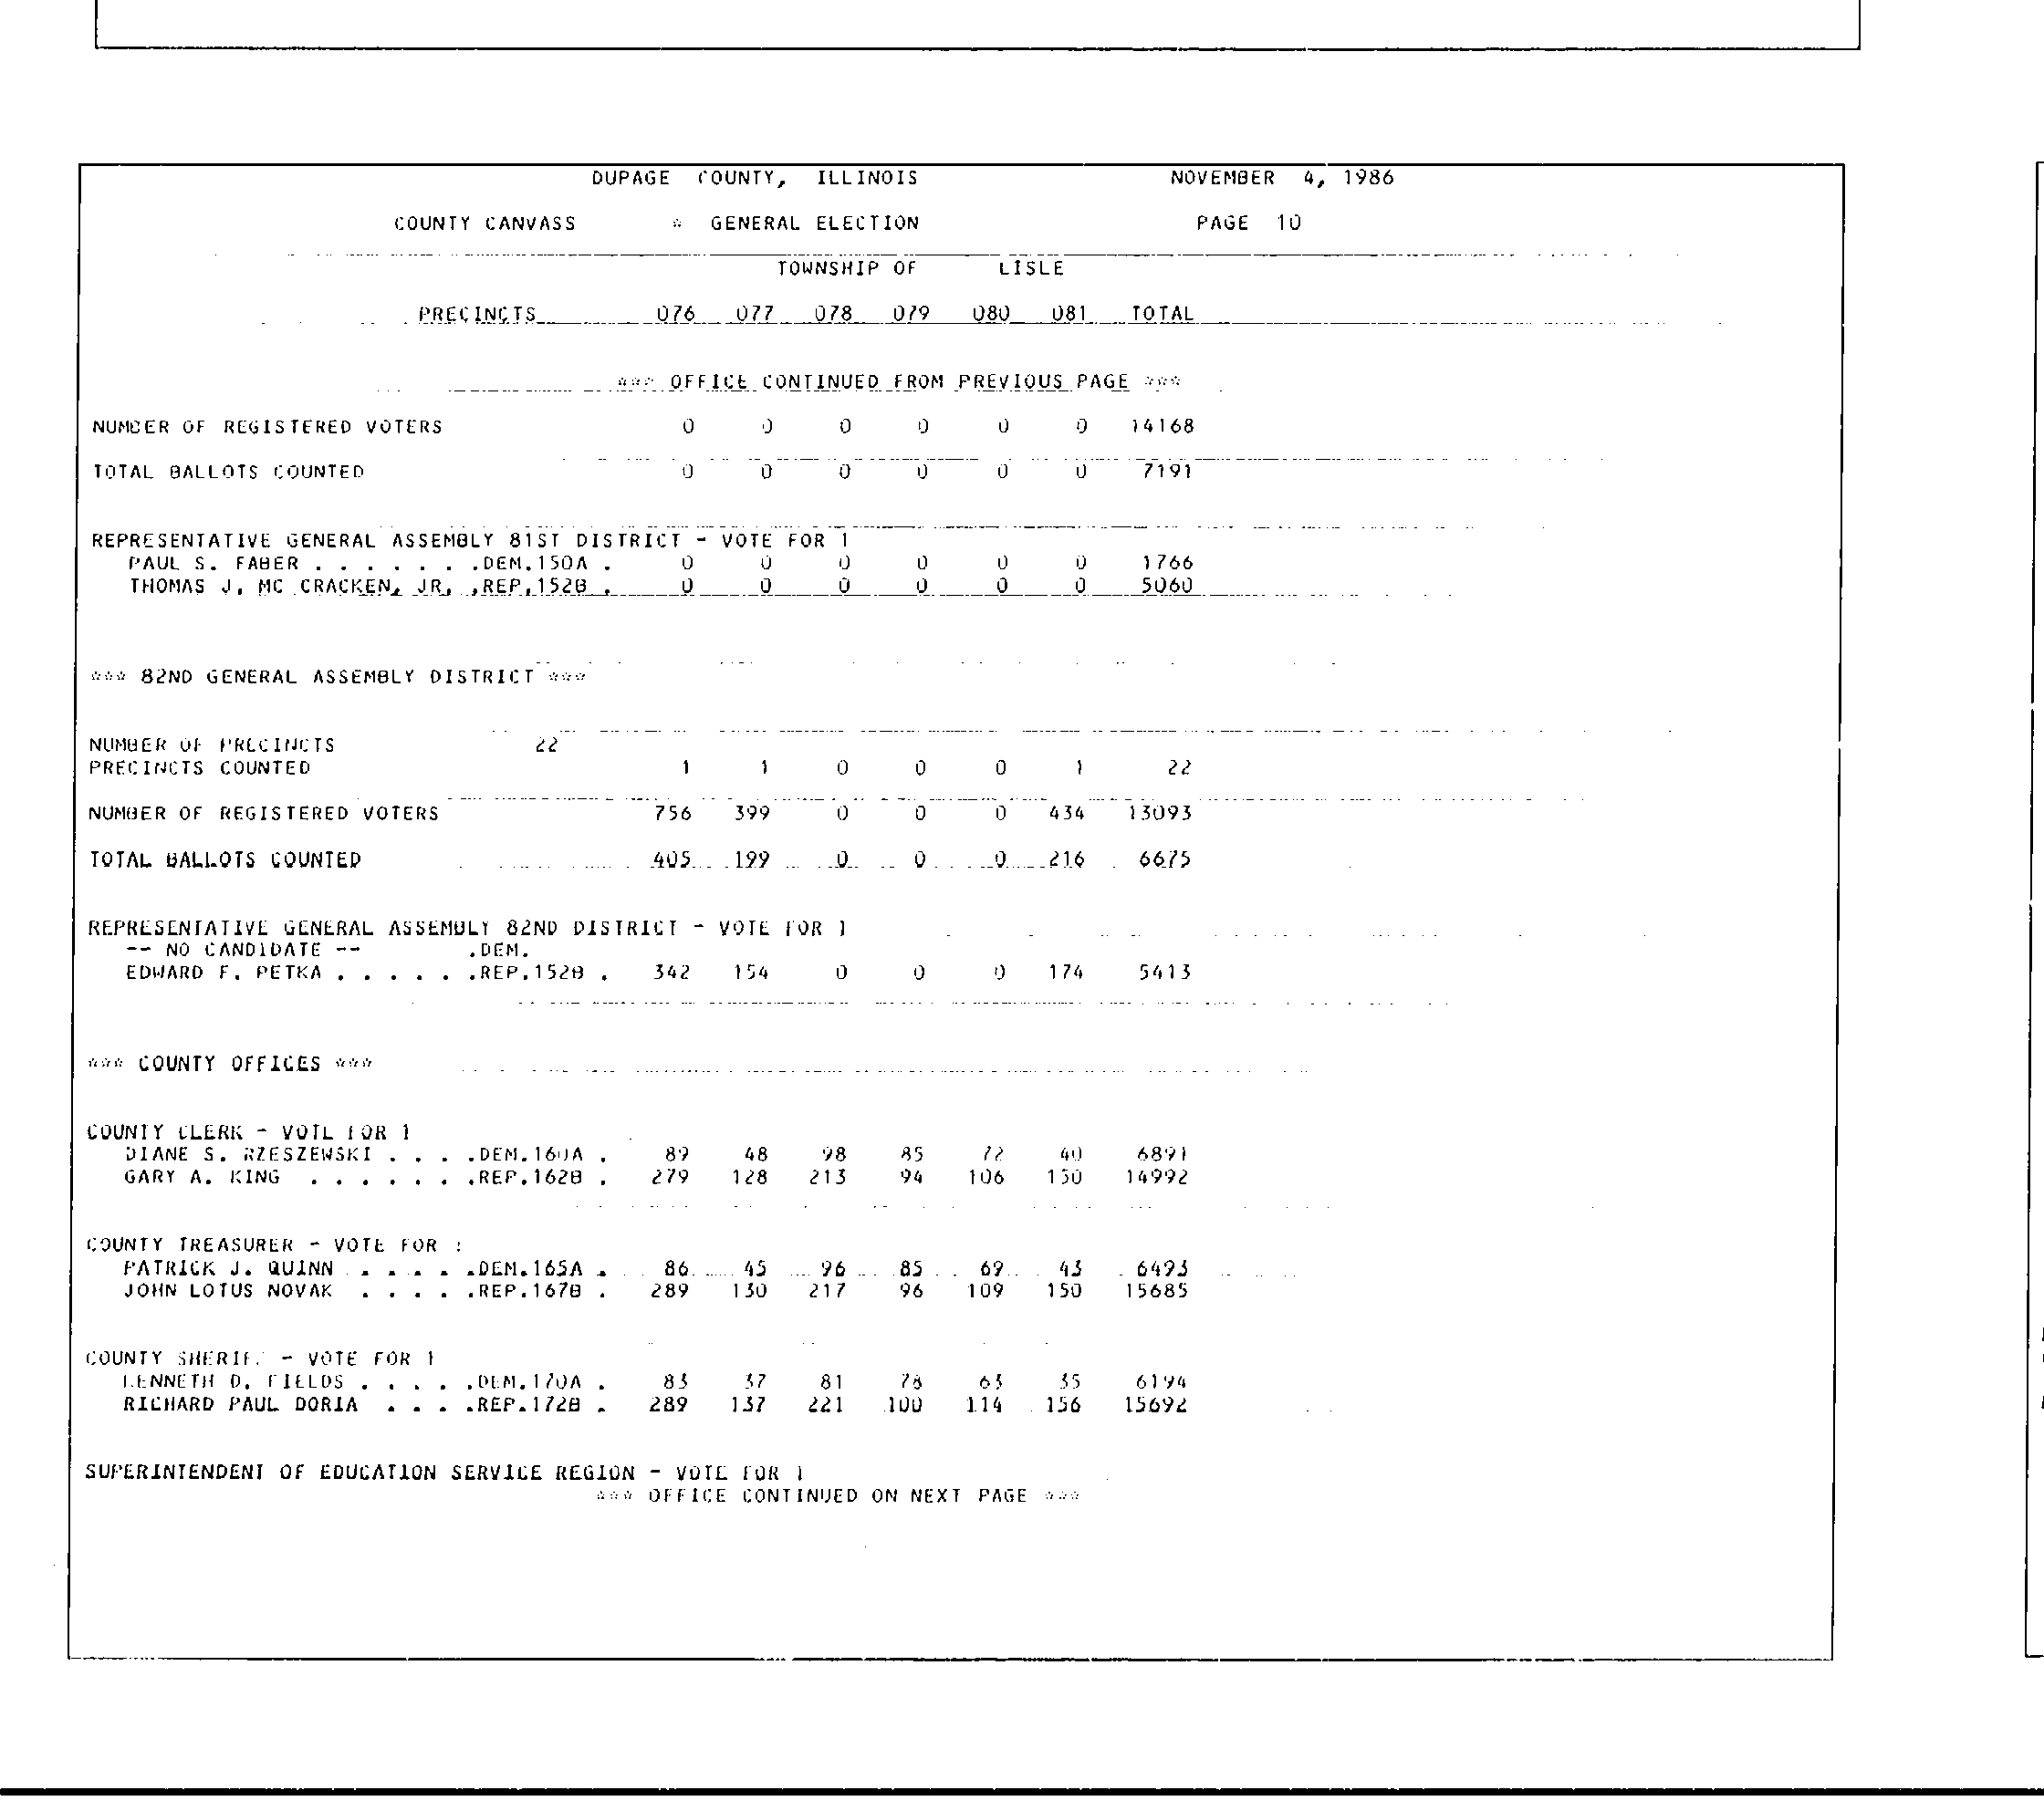 DUPAGE COUNTY, ILLINOIS NOVEMBER 4, 1986
COUNTY CANVASS * GENERAL ELECTION PAGE 10
TOWNSHIP OF LISLE
PRECINCTS 076 077 078 079 080 081 TOTAL
*** OFFICE CONTINUED FROM PREVIOUS PAGE ***
NUMBER OF REGISTERED VOTERS 0 0 0 0 0 0 14168
TOTAL BALLOTS COUNTED 0 0 0 0 0 0 7191
REPRESENTATIVE GENERAL ASSEMBLY 81ST DISTRICT - VOTE FOR 1
PAUL S. FABER . . . . . . .DEM.150A . 0 0 0 0 0 0 1766
THOMAS J. MC CRACKEN, JR. .REP.152B . 0 0 0 0 0 0 5060
*** 82ND GENERAL ASSEMBLY DISTRICT ***
NUMBER OF PRECINCTS 22
PRECINCTS COUNTED 1 1 0 0 0 1 22
NUMBER OF REGISTERED VOTERS 756 399 0 0 0 434 13093
TOTAL BALLOTS COUNTED 405 199 0 0 0 216 6675
REPRESENTATIVE GENERAL ASSEMBLY 82ND DISTRICT - VOTE FOR 1
-- NO CANDIDATE -- .DEM.
EDWARD F. PETKA . . . . . .REP.152B . 342 154 0 0 0 174 5413
*** COUNTY OFFICES ***
COUNTY CLERK - VOTE FOR 1
DIANE S. RZESZEWSKI . . . .DEM.160A . 89 48 98 85 72 40 6891
GARY A. KING . . . . . . .REP.162B . 279 128 213 94 106 150 14992
COUNTY TREASURER - VOTE FOR 1
PATRICK J. QUINN . . . . .DEM.165A . 86 45 96 85 69 43 6493
JOHN LOTUS NOVAK . . . . .REP.167B . 289 130 217 96 109 150 15685
COUNTY SHERIFF - VOTE FOR 1
KENNETH D. FIELDS . . . . .DEM.170A . 83 37 81 78 63 35 6194
RICHARD PAUL DORIA . . . .REP.172B . 289 137 221 100 114 156 15692
SUPERINTENDENT OF EDUCATION SERVICE REGION - VOTE FOR 1
*** OFFICE CONTINUED ON NEXT PAGE ***